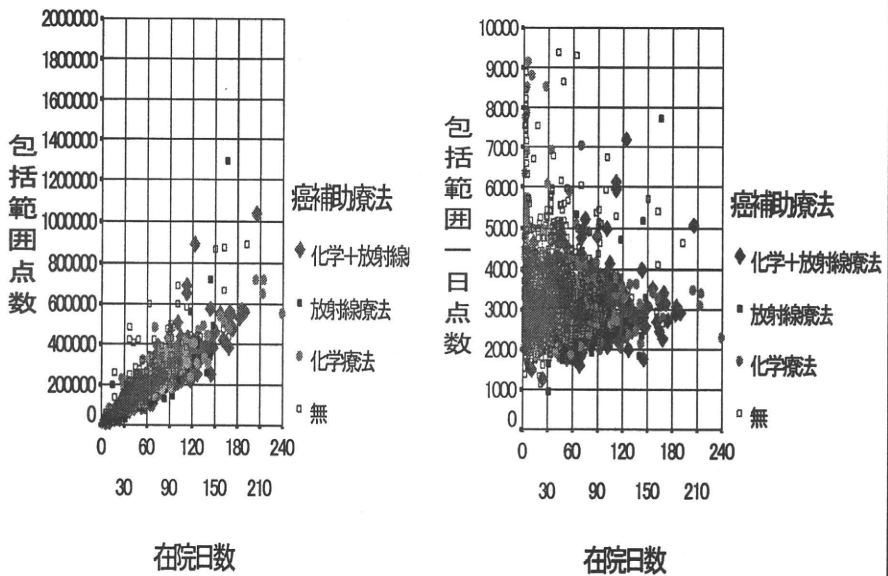 包括範囲点数
2000000
1800000
1600000
1400000
1200000
1000000
800000
600000
400000
200000
0
0 60 120 180 240
30 90 150 210
在院日数
癌補助療法
化学+放射線
放射線療法
化学療法
無
包括範囲一日点数
10000
9000
8000
7000
6000
5000
4000
3000
2000
1000
0
0 60 120 180 240
30 90 150 210
在院日数
癌補助療法
化学+放射線療法
放射線療法
化学療法
無